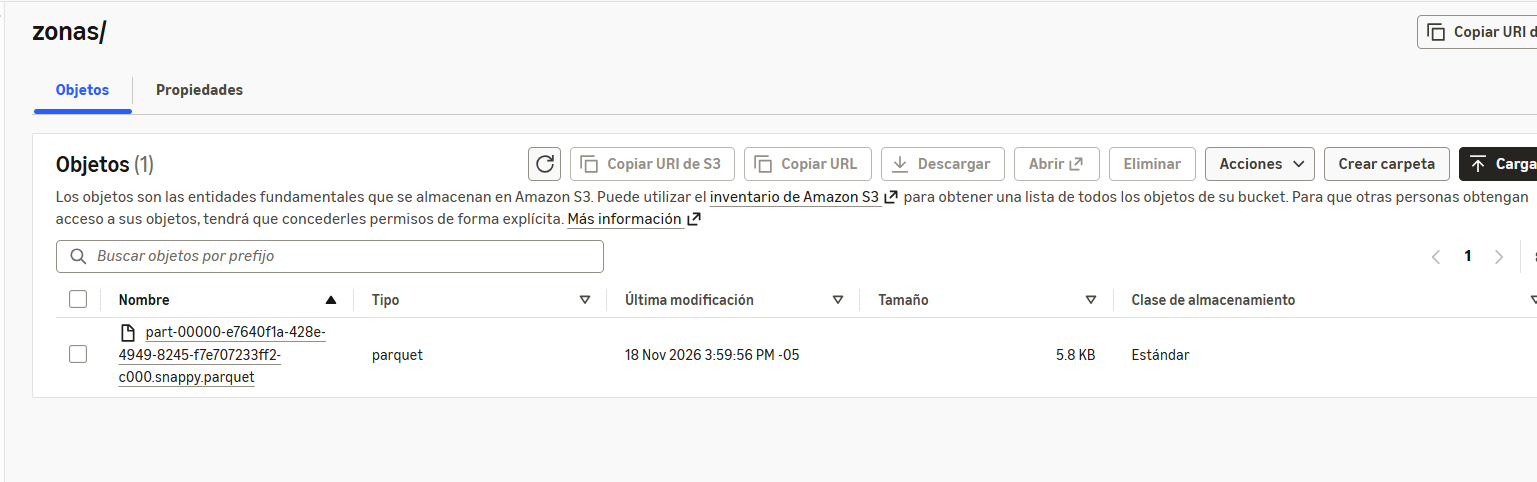 zonas/
Copiar URI d
Objetos
Propiedades
Objetos (1)
Copiar URI de S3
Copiar URL
Descargar
Abrir
Eliminar
Acciones
Crear carpeta
Carga
Los objetos son las entidades fundamentales que se almacenan en Amazon S3. Puede utilizar el inventario de Amazon S3 para obtener una lista de todos los objetos de su bucket. Para que otras personas obtengan
acceso a sus objetos, tendrá que concederles permisos de forma explícita. Más información
Buscar objetos por prefijo
1
Nombre
Tipo
Última modificación
Tamaño
Clase de almacenamiento
part-00000-e7640f1a-428e-
4949-8245-f7e707233ff2-
c000.snappy.parquet
parquet
18 Nov 2026 3:59:56 PM -05
5.8 KB
Estándar